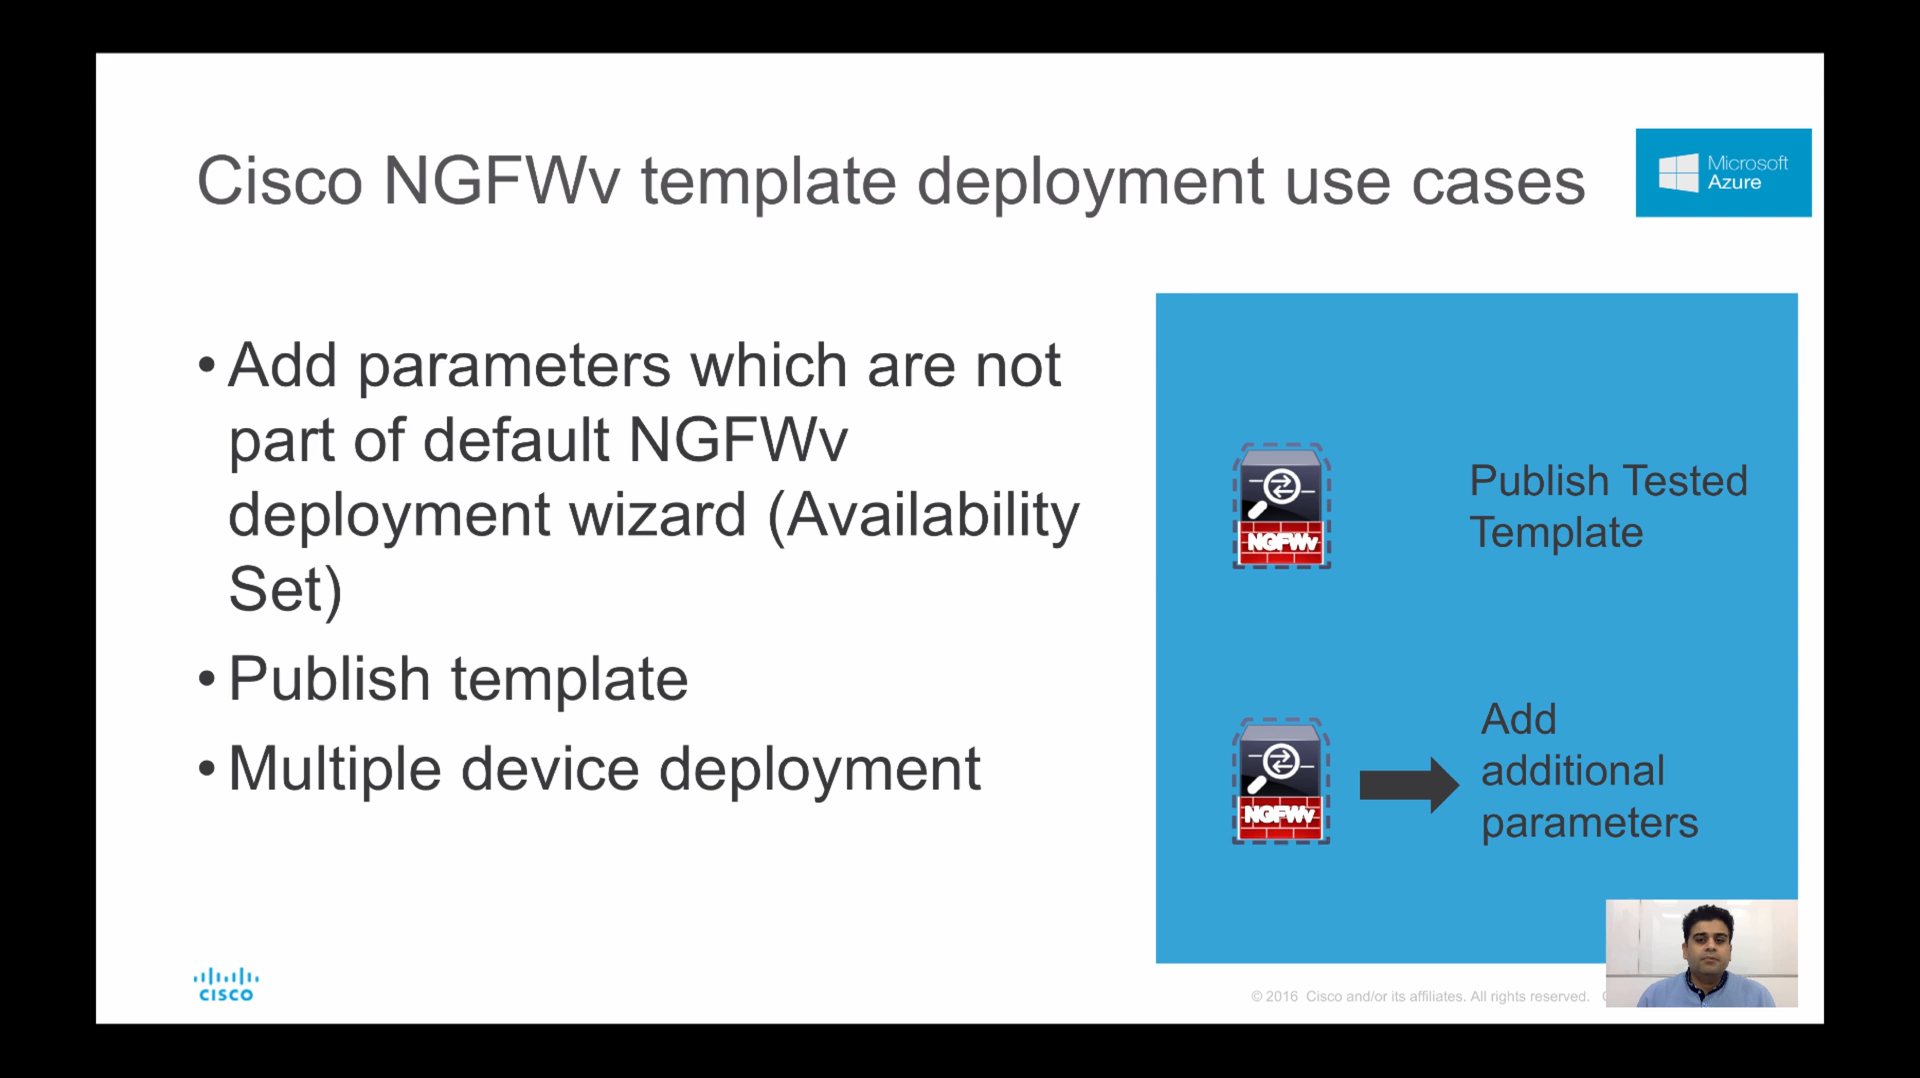 Cisco NGFWv template deployment use cases
Microsoft
Azure
• Add parameters which are not
part of default NGFWv
deployment wizard (Availability
Set)
• Publish template
• Multiple device deployment
NGFWv
Publish Tested
Template
NGFWv
Add
additional
parameters
CISCO
© 2016 Cisco and/or its affiliates. All rights reserved.